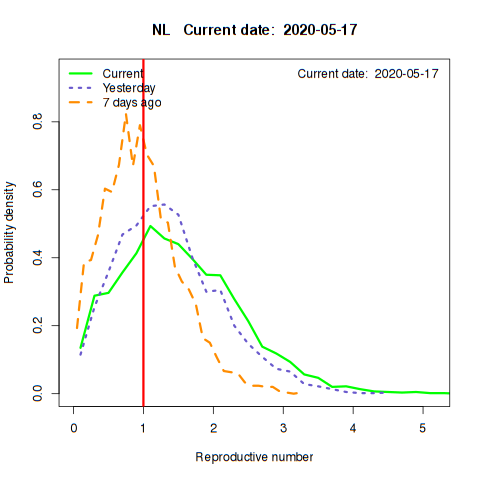 NL   Current date:  2020-05-17
Current
Yesterday
7 days ago
Current date:  2020-05-17
Probability density
0.8
0.6
0.4
0.2
0.0
0 1 2 3 4 5
Reproductive number